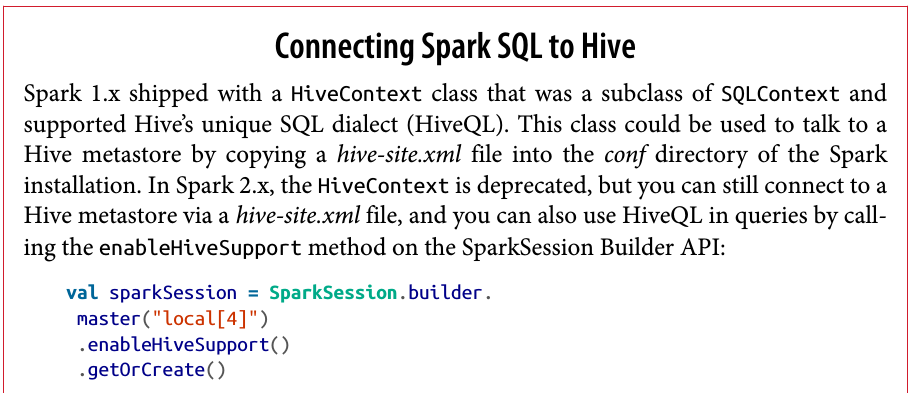 Connecting Spark SQL to Hive
Spark 1.x shipped with a HiveContext class that was a subclass of SQLContext and
supported Hive’s unique SQL dialect (HiveQL). This class could be used to talk to a
Hive metastore by copying a hive-site.xml file into the conf directory of the Spark
installation. In Spark 2.x, the HiveContext is deprecated, but you can still connect to a
Hive metastore via a hive-site.xml file, and you can also use HiveQL in queries by call-
ing the enableHiveSupport method on the SparkSession Builder API:
val sparkSession = SparkSession.builder.
master("local[4]")
.enableHiveSupport()
.getOrCreate()